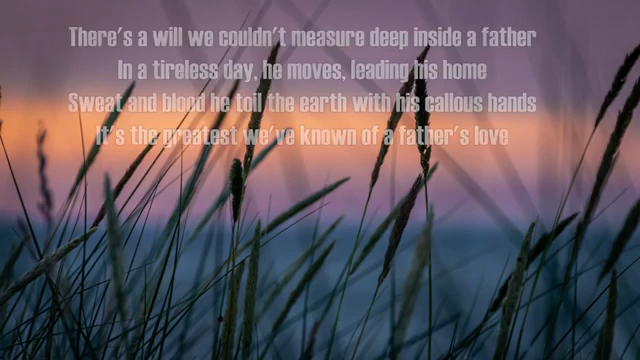 There's a will we couldn't measure deep inside a father
In a tireless day, he moves, leading his home
Sweat and blood he toil the earth with his callous hands
It's the greatest we've known of a father's love